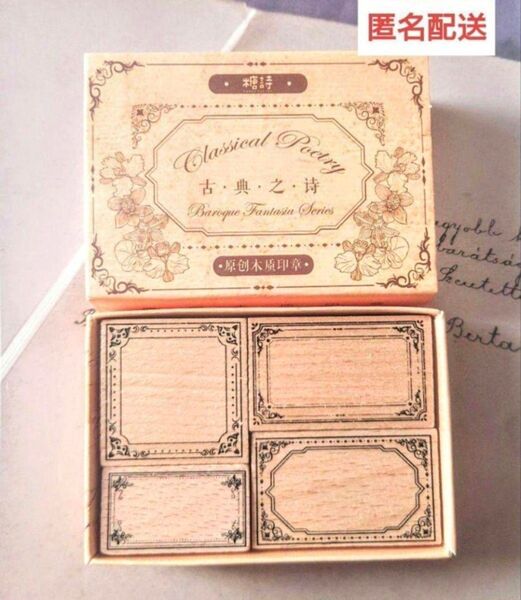 匿名配送
糖詩
Classical Poetry
古·典·之·诗
Baroque Fantasia Series
·原创木质印章·
Berta